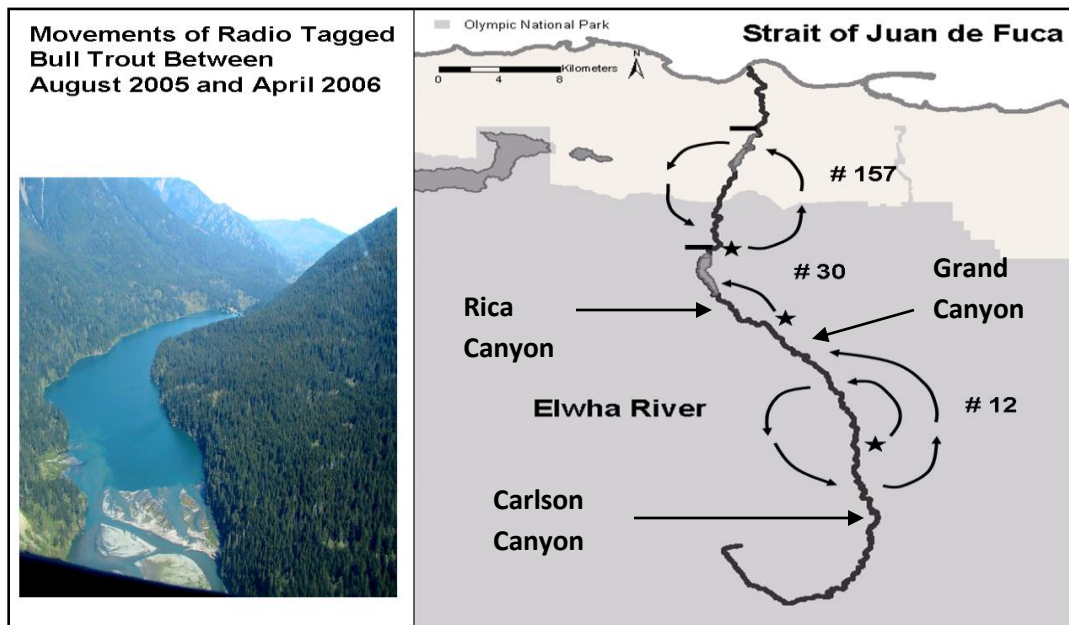 Movements of Radio Tagged
Bull Trout Between
August 2005 and April 2006
Olympic National Park
Strait of Juan de Fuca
N
Kilometers
0 4 8
# 157
# 30
Grand
Canyon
Rica
Canyon
Elwha River
# 12
Carlson
Canyon